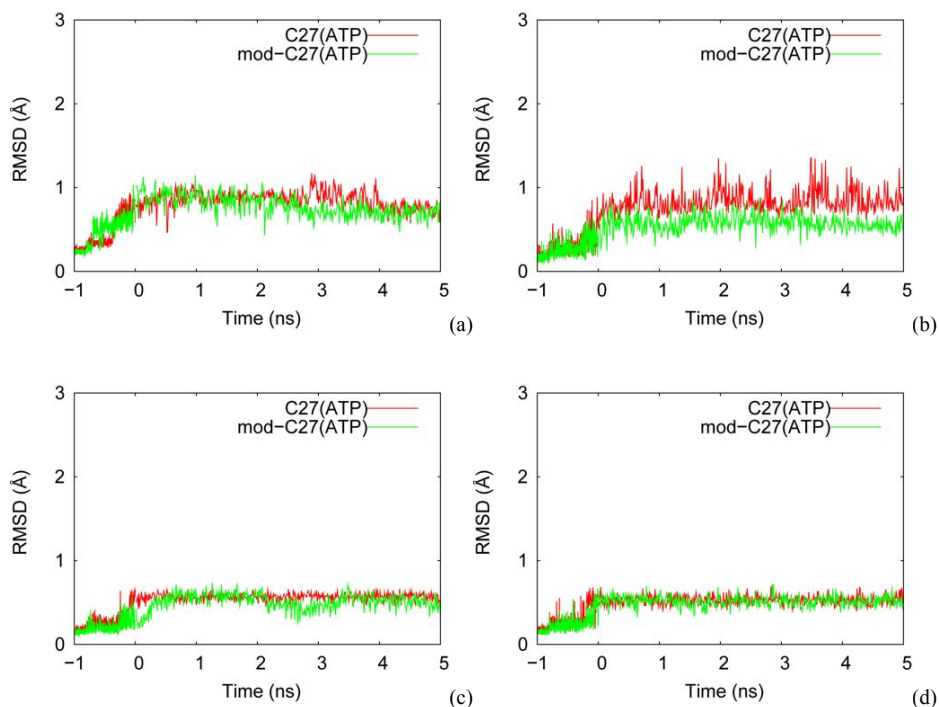 C27(ATP)
mod−C27(ATP)
3
2
1
0
RMSD (Å)
−1 0 1 2 3 4 5
Time (ns)
(a)
C27(ATP)
mod−C27(ATP)
3
2
1
0
RMSD (Å)
−1 0 1 2 3 4 5
Time (ns)
(b)
C27(ATP)
mod−C27(ATP)
3
2
1
0
RMSD (Å)
−1 0 1 2 3 4 5
Time (ns)
(c)
C27(ATP)
mod−C27(ATP)
3
2
1
0
RMSD (Å)
−1 0 1 2 3 4 5
Time (ns)
(d)